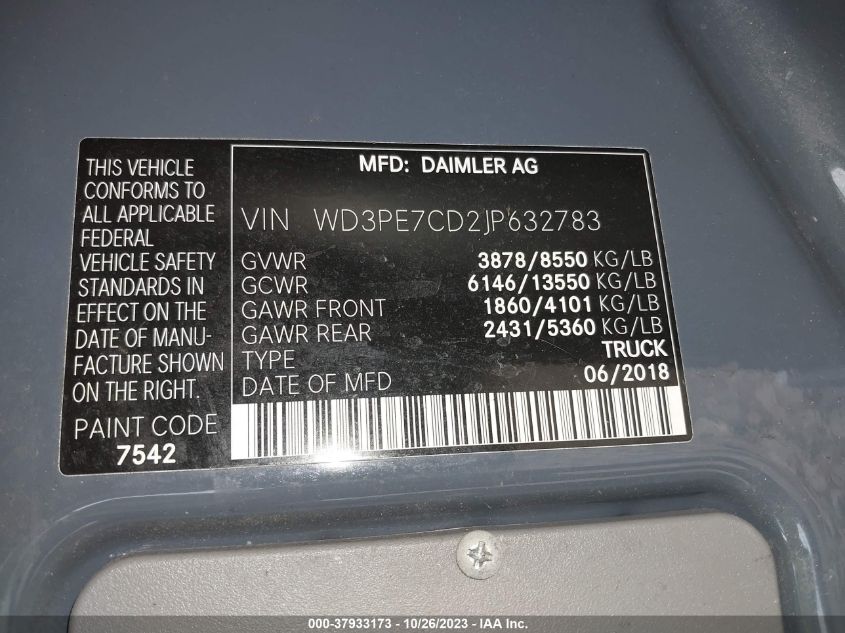 THIS VEHICLE
CONFORMS TO
ALL APPLICABLE
FEDERAL
VEHICLE SAFETY
STANDARDS IN
EFFECT ON THE
DATE OF MANU-
FACTURE SHOWN
ON THE RIGHT.
PAINT CODE
7542
MFD: DAIMLER AG
VIN WD3PE7CD2JP632783
GVWR 3878/8550 KG/LB
GCWR 6146/13550 KG/LB
GAWR FRONT 1860/4101 KG/LB
GAWR REAR 2431/5360 KG/LB
TYPE TRUCK
DATE OF MFD 06/2018
000-37933173 - 10/26/2023 - IAA Inc.